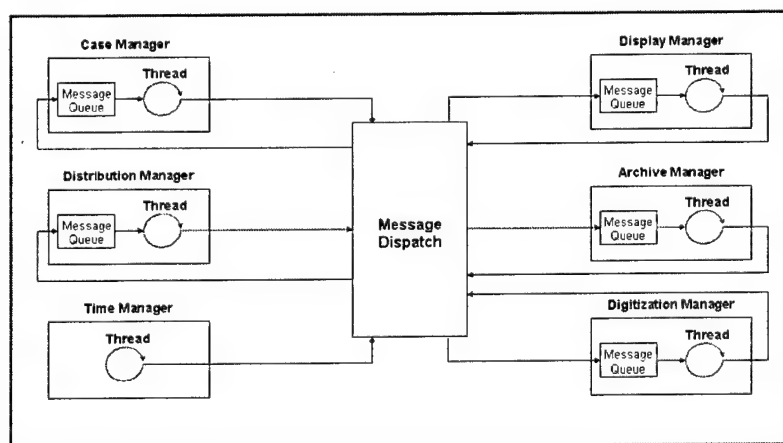 Case Manager
Thread
Message
Queue
Distribution Manager
Thread
Message
Queue
Time Manager
Thread
Message
Dispatch
Display Manager
Thread
Message
Queue
Archive Manager
Thread
Message
Queue
Digitization Manager
Thread
Message
Queue